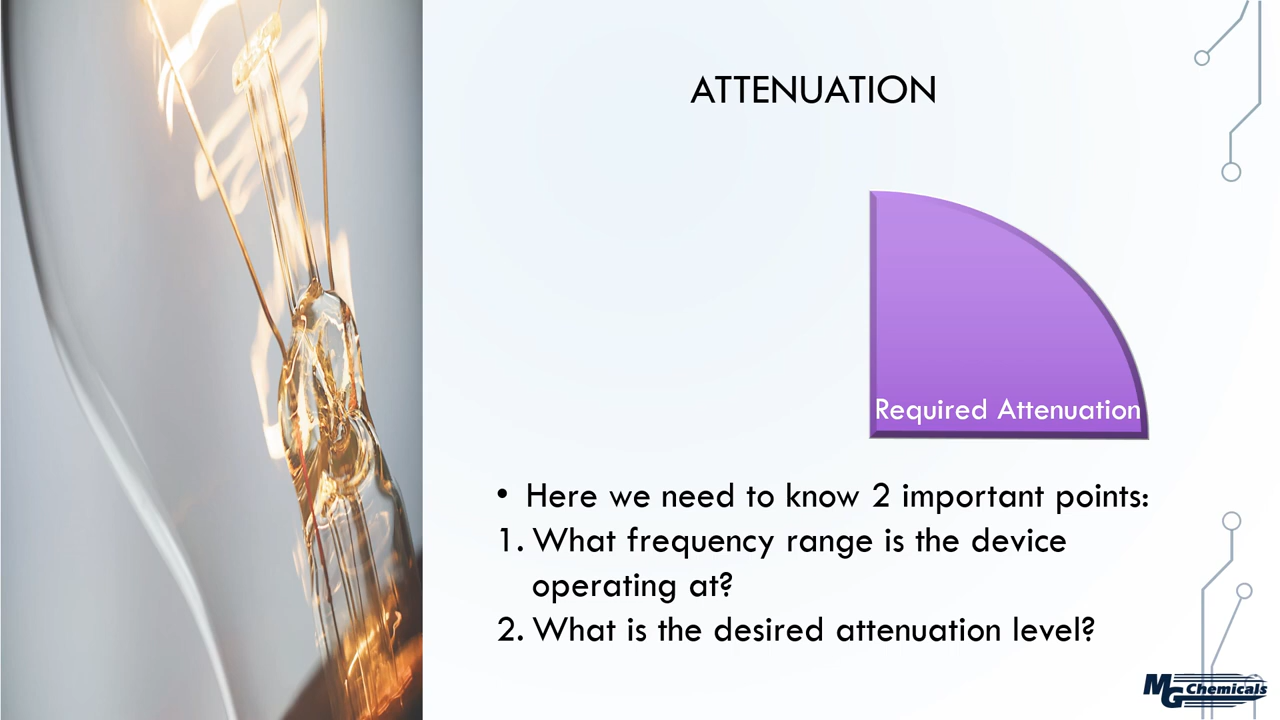 ATTENUATION
Required Attenuation
• Here we need to know 2 important points:
1. What frequency range is the device
operating at?
2. What is the desired attenuation level?
MG Chemicals